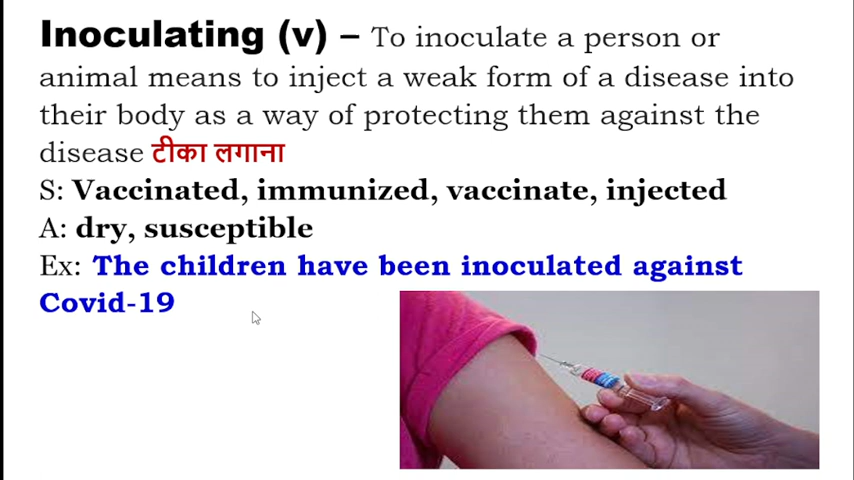 Inoculating (v) – To inoculate a person or
animal means to inject a weak form of a disease into
their body as a way of protecting them against the
disease टीका लगाना
S: Vaccinated, immunized, vaccinate, injected
A: dry, susceptible
Ex: The children have been inoculated against
Covid-19